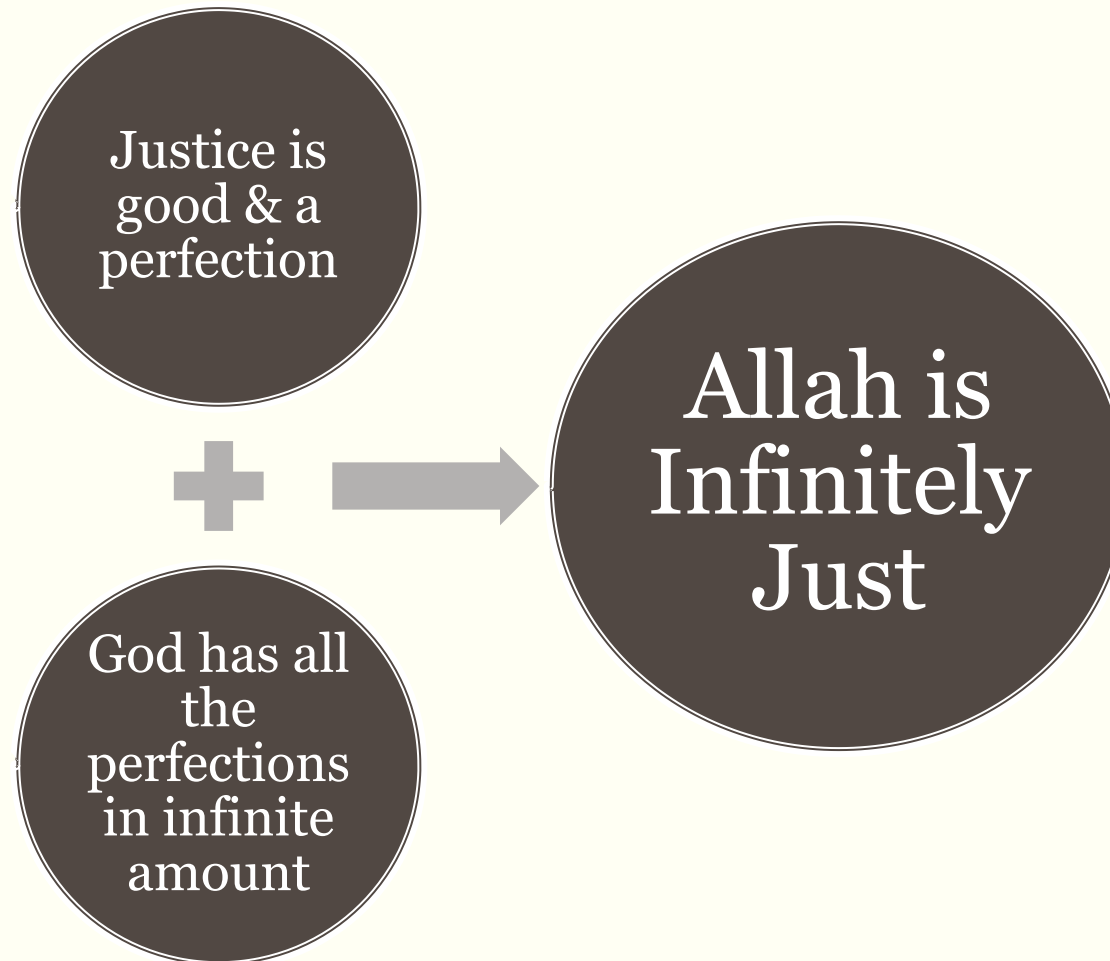 Justice is
good & a
perfection
God has all
the
perfections
in infinite
amount
Allah is
Infinitely
Just